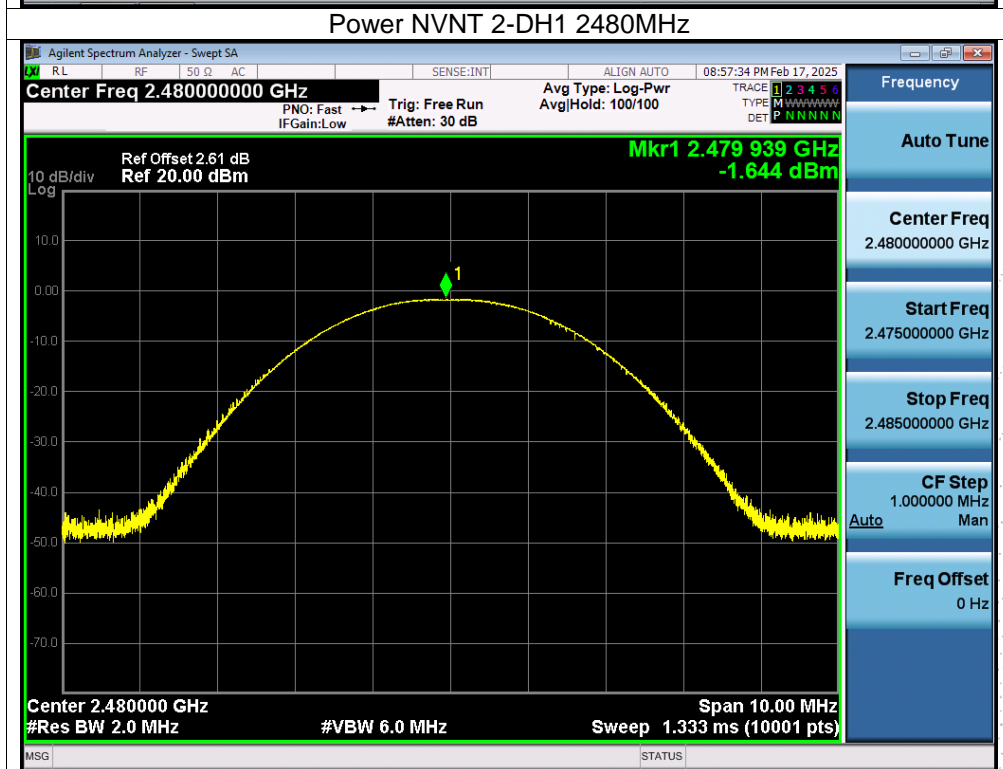 Power NVNT 2-DH1 2480MHz
Agilent Spectrum Analyzer - Swept SA
LXI RL RF 50 Ω AC SENSE:INT ALIGN AUTO 08:57:34 PM Feb 17, 2025
Center Freq 2.480000000 GHz
PNO: Fast
IFGain:Low
Trig: Free Run
#Atten: 30 dB
Avg Type: Log-Pwr
Avg|Hold: 100/100
TRACE 1 2 3 4 5 6
TYPE M WWWWW
DET P N N N N N
Mkr1 2.479 939 GHz
-1.644 dBm
Ref Offset 2.61 dB
10 dB/div Ref 20.00 dBm
Log
10.0
0.00
-10.0
-20.0
-30.0
-40.0
-50.0
-60.0
-70.0
1
Center 2.480000 GHz Span 10.00 MHz
#Res BW 2.0 MHz #VBW 6.0 MHz Sweep 1.333 ms (10001 pts)
MSG STATUS
Frequency
Auto Tune
Center Freq
2.480000000 GHz
Start Freq
2.475000000 GHz
Stop Freq
2.485000000 GHz
CF Step
1.000000 MHz
Auto Man
Freq Offset
0 Hz